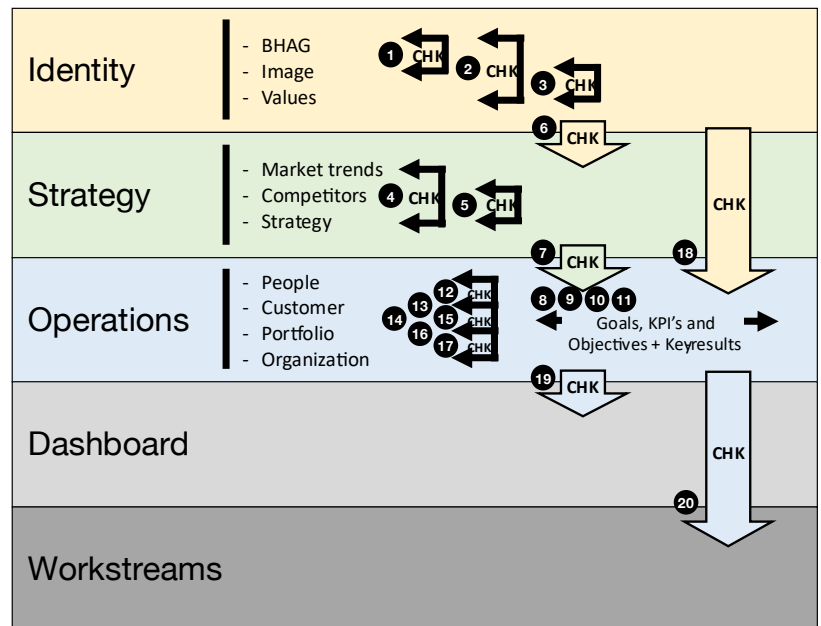 Identity
- BHAG
- Image
- Values
1 CHK
2 CHK
3 CHK
6 CHK
Strategy
- Market trends
- Competitors
- Strategy
4 CHK
5 CHK
CHK
18
7 CHK
Operations
- People
- Customer
- Portfolio
- Organization
12 CHK
13
14 15 CHK
16
17 CHK
8 9 10 11
Goals, KPI's and
Objectives + Keyresults
19 CHK
Dashboard
CHK
20
Workstreams